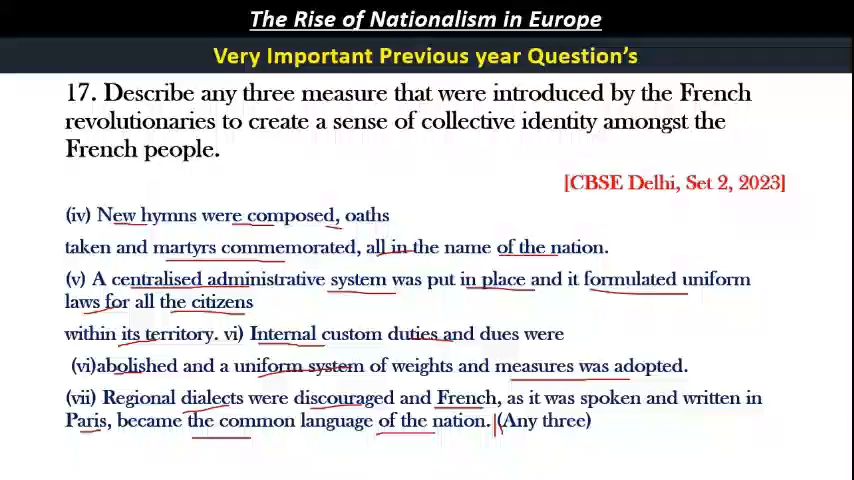 The Rise of Nationalism in Europe
Very Important Previous year Question's
17. Describe any three measure that were introduced by the French
revolutionaries to create a sense of collective identity amongst the
French people.
[CBSE Delhi, Set 2, 2023]
(iv) New hymns were composed, oaths
taken and martyrs commemorated, all in the name of the nation.
(v) A centralised administrative system was put in place and it formulated uniform
laws for all the citizens
within its territory. vi) Internal custom duties and dues were
(vi)abolished and a uniform system of weights and measures was adopted.
(vii) Regional dialects were discouraged and French, as it was spoken and written in
Paris, became the common language of the nation. (Any three)